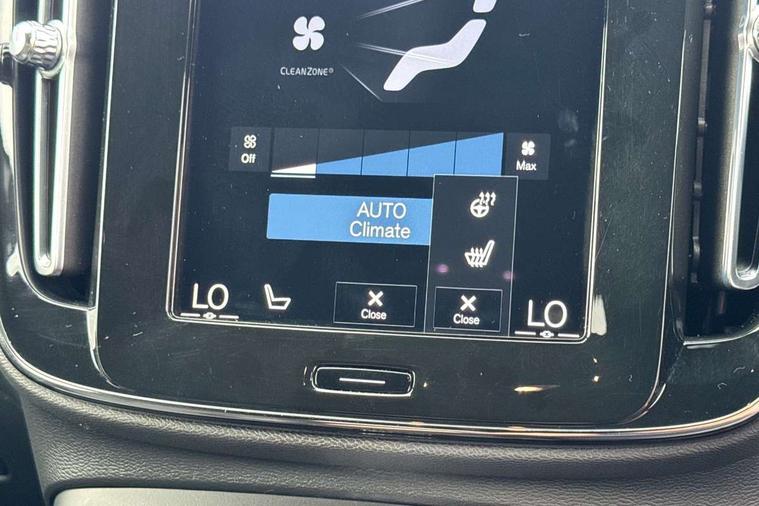 CLEANZONE®
Off
Max
AUTO
Climate
LO
Close
Close
LO